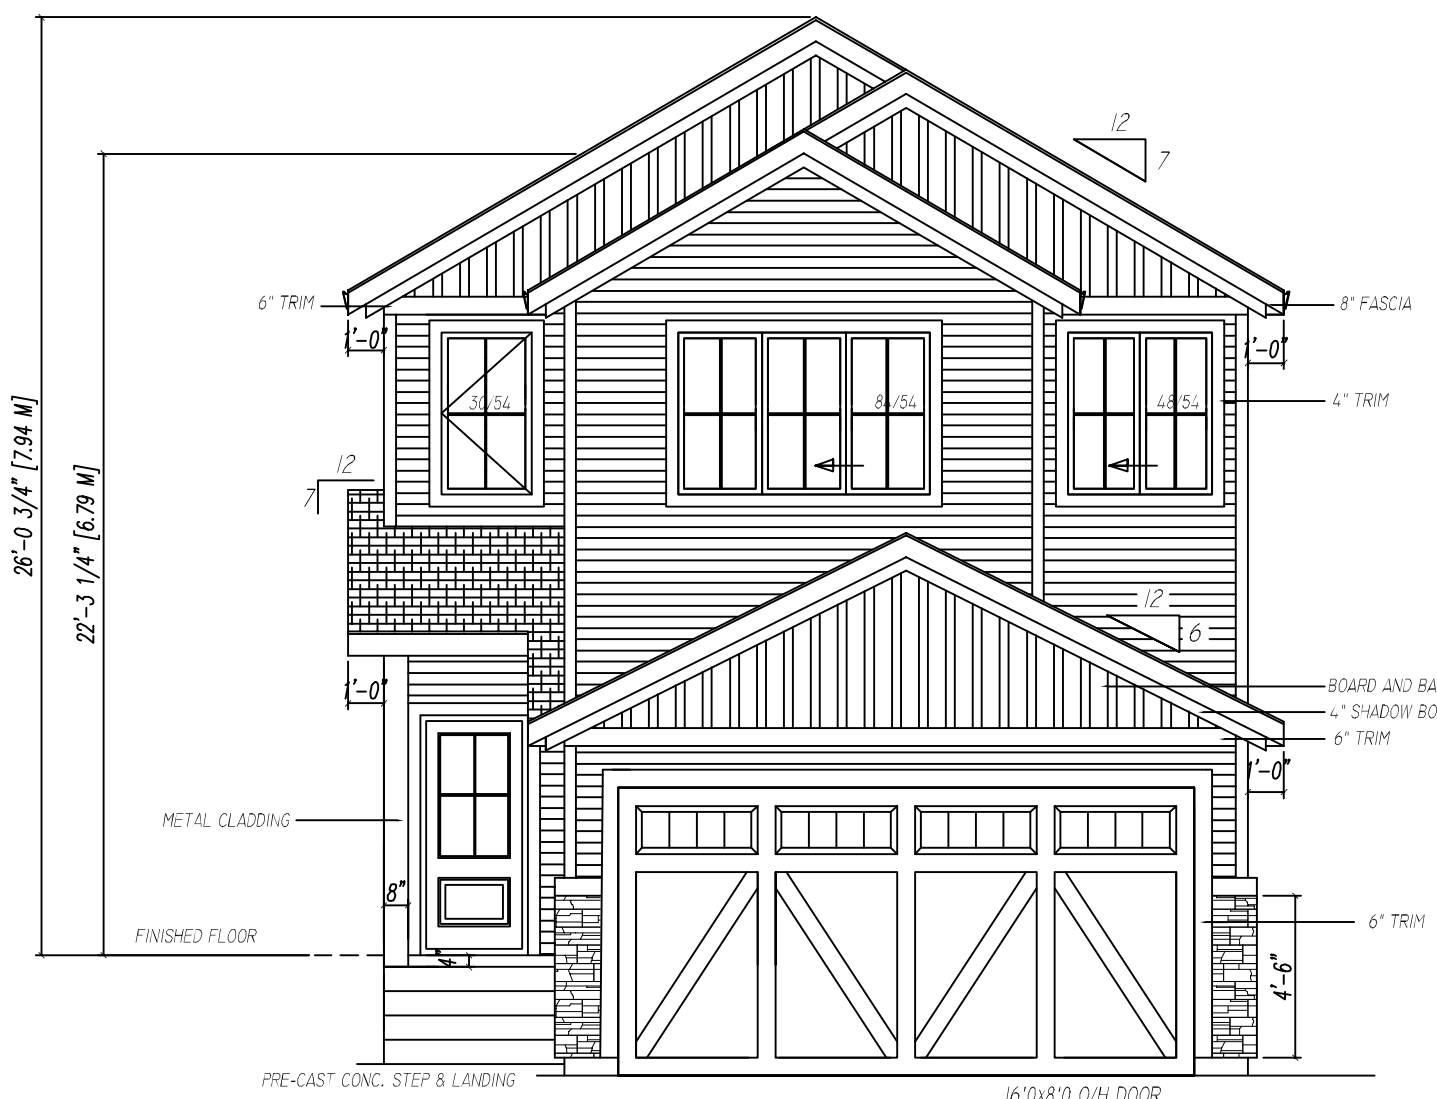 12
7
6" TRIM
8" FASCIA
1'-0"
1'-0"
30/54
84/54
48/54
4" TRIM
26'-0 3/4" [7.94 M]
22'-3 1/4" [6.79 M]
12
7
12
6
BOARD AND BA
1'-0"
4" SHADOW BO
6" TRIM
1'-0"
METAL CLADDING
8"
6" TRIM
FINISHED FLOOR
4"
4'-6"
PRE-CAST CONC. STEP & LANDING
16'0x8'0 O/H DOOR